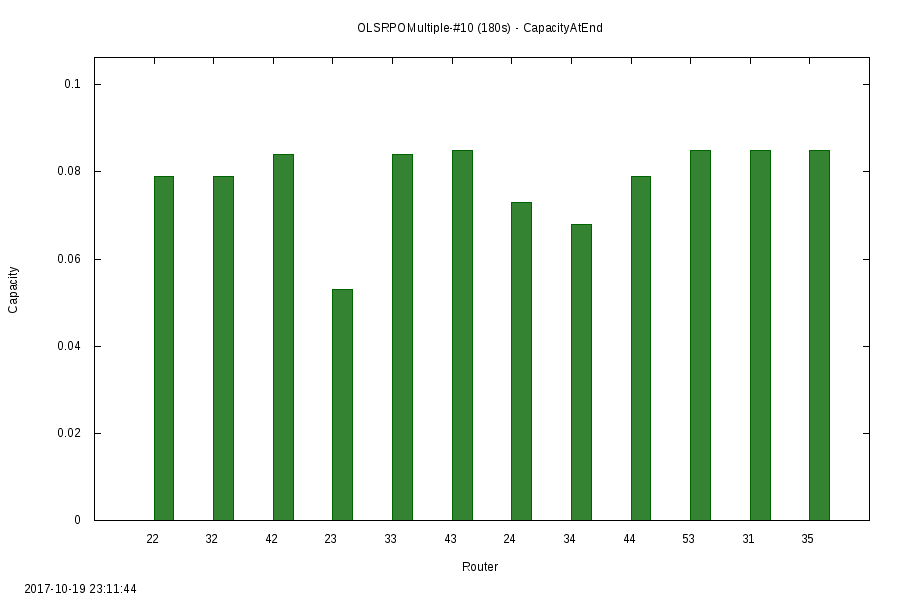 OLSRPOMultiple-#10 (180s) - CapacityAtEnd
0.1
0.08
0.06
0.04
0.02
0
Capacity
22 32 42 23 33 43 24 34 44 53 31 35
Router
2017-10-19 23:11:44